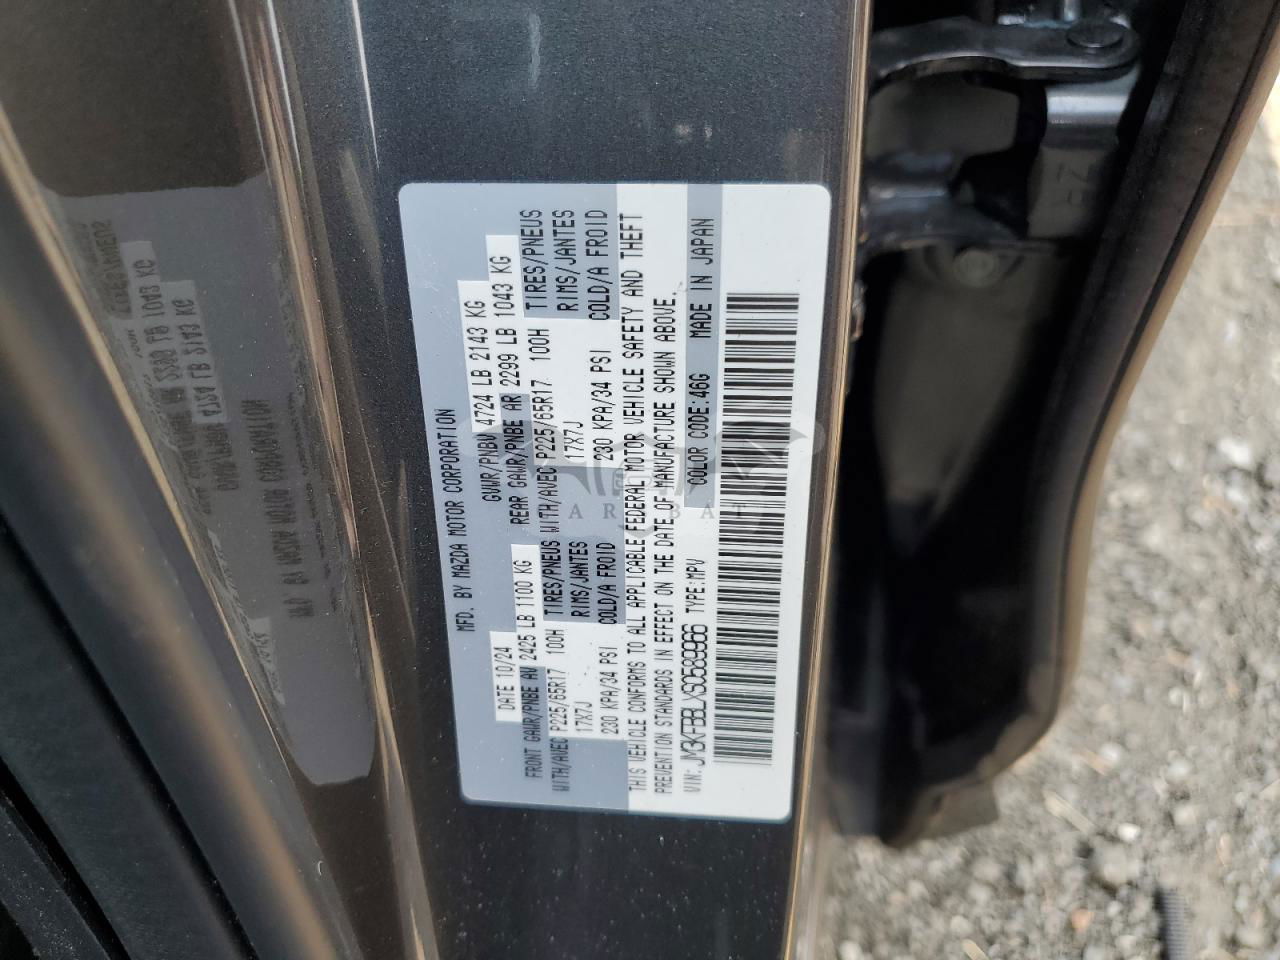 MFD. BY MAZDA MOTOR CORPORATION
DATE 10/24 GVWR/PNBV 4724 LB 2143 KG
FRONT GAWR/PNBE AV 2425 LB 1100 KG REAR GAWR/PNBE AR 2299 LB 1043 KG
WITH/AVEC P225/65R17 100H TIRES/PNEUS WITH/AVEC P225/65R17 100H TIRES/PNEUS
17X7J RIMS/JANTES 17X7J RIMS/JANTES
230 KPA/34 PSI COLD/A FROID 230 KPA/34 PSI COLD/A FROID
THIS VEHICLE CONFORMS TO ALL APPLICABLE FEDERAL MOTOR VEHICLE SAFETY AND THEFT
PREVENTION STANDARDS IN EFFECT ON THE DATE OF MANUFACTURE SHOWN ABOVE.
VIN: JM3KFBBLXS0589966 TYPE:MPV COLOR CODE:46G MADE IN JAPAN